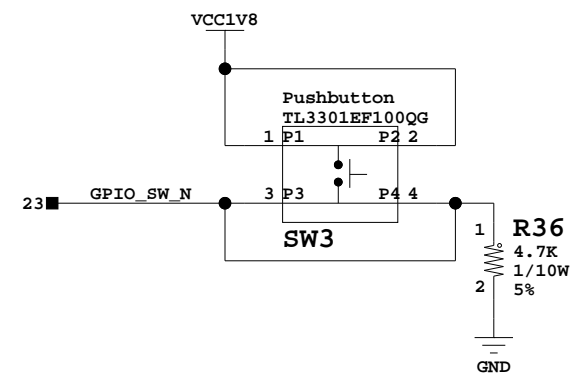 VCC1V8
Pushbutton
TL3301EF100QG
1 P1 P2 2
23 GPIO_SW_N 3 P3 P4 4
SW3
1 R36
4.7K
1/10W
2 5%
GND